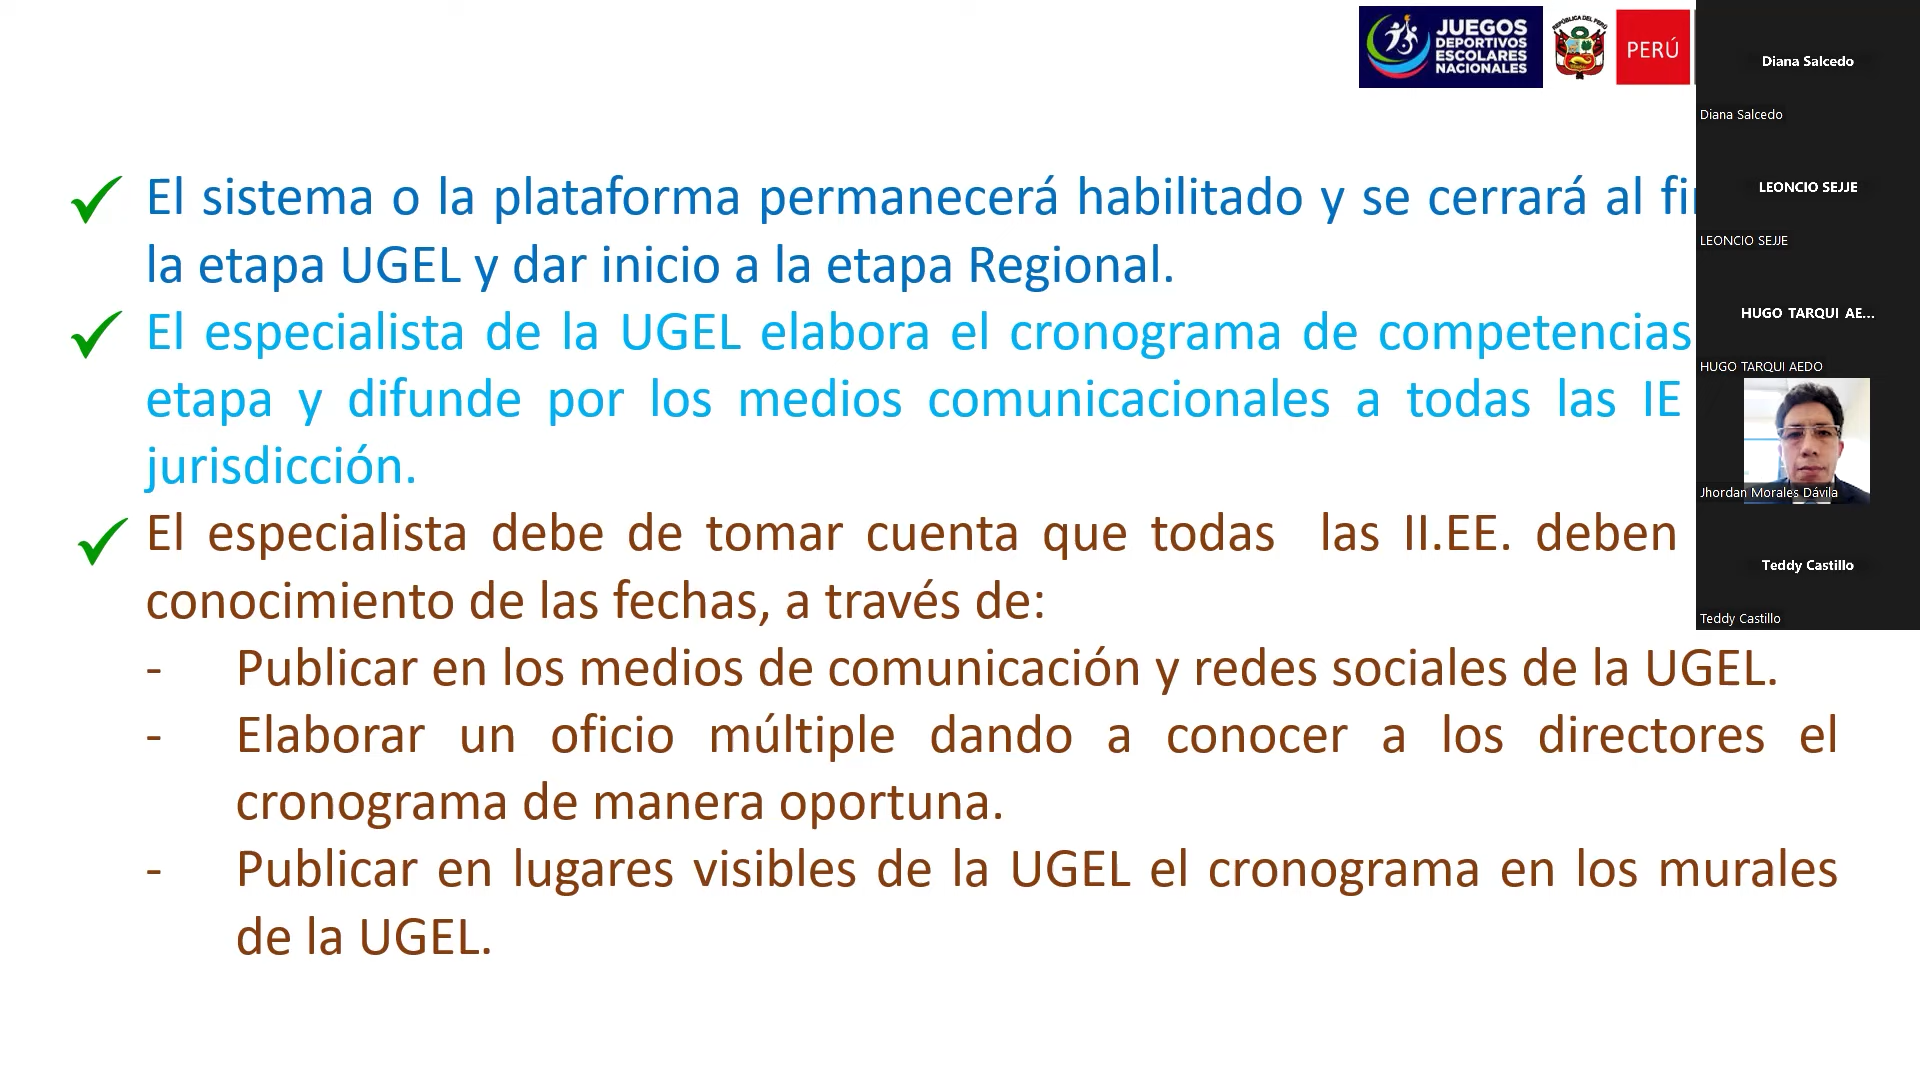 JUEGOS
DEPORTIVOS
ESCOLARES
NACIONALES
REPÚBLICA DEL PERÚ
PERÚ
Diana Salcedo
Diana Salcedo
LEONCIO SEJJE
LEONCIO SEJJE
HUGO TARQUI AE...
HUGO TARQUI AEDO
Jhordan Morales Dávila
Teddy Castillo
Teddy Castillo
El sistema o la plataforma permanecerá habilitado y se cerrará al
la etapa UGEL y dar inicio a la etapa Regional.
El especialista de la UGEL elabora el cronograma de competencias
etapa y difunde por los medios comunicacionales a todas las IE
jurisdicción.
El especialista debe de tomar cuenta que todas las II.EE. deben
conocimiento de las fechas, a través de:
- Publicar en los medios de comunicación y redes sociales de la UGEL.
- Elaborar un oficio múltiple dando a conocer a los directores el
cronograma de manera oportuna.
- Publicar en lugares visibles de la UGEL el cronograma en los murales
de la UGEL.